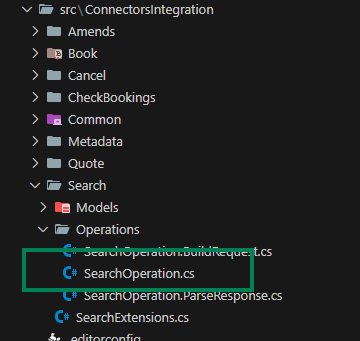 src\ConnectorsIntegration
Amends
Book
Cancel
CheckBookings
Common
Metadata
Quote
Search
Models
Operations
SearchOperation.BuildRequest.cs
SearchOperation.cs
SearchOperation.ParseResponse.cs
SearchExtensions.cs
.editorconfig